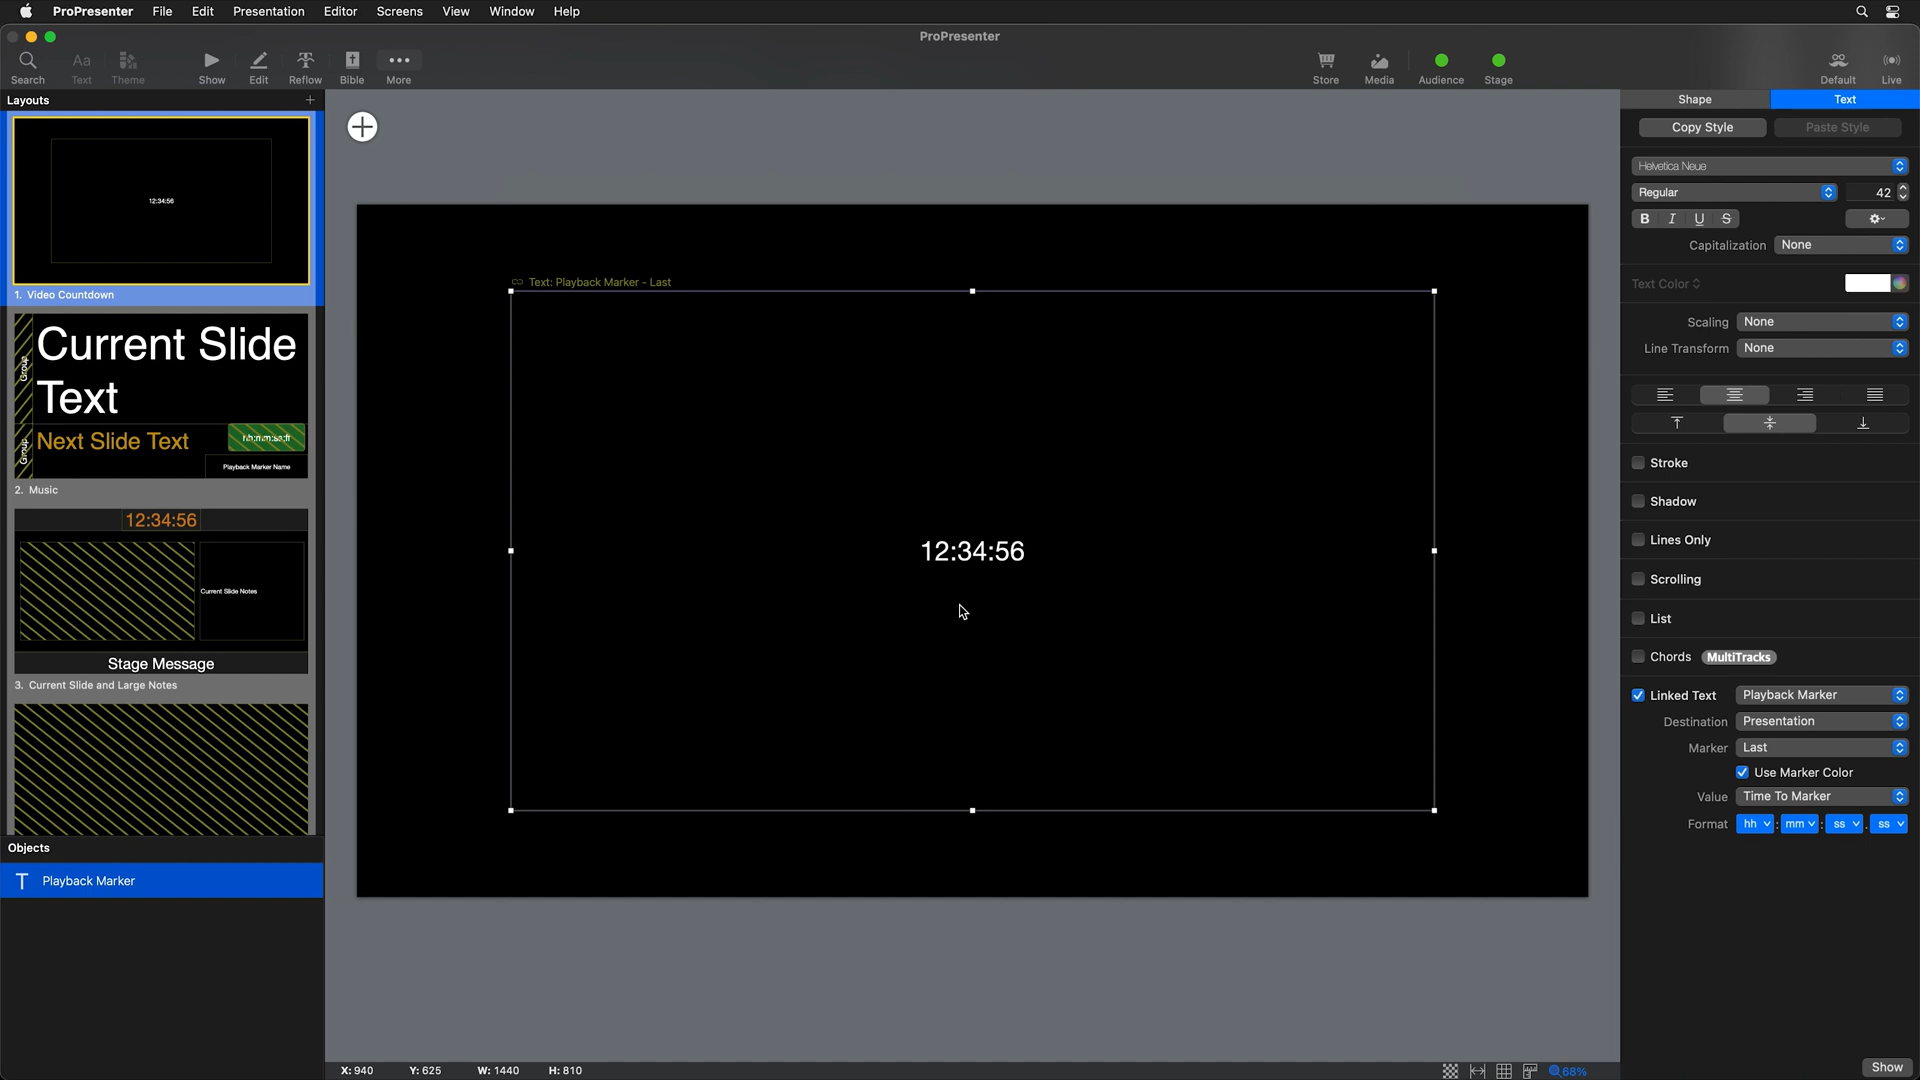 ProPresenter File Edit Presentation Editor Screens View Window Help
ProPresenter
Search Text Theme Show Edit Reflow Bible More Store Media Audience Stage Default Live
Layouts
12:34:56
1. Video Countdown
Group
Current Slide
Text
Group
Next Slide Text
hh:mm:ss:ff
Playback Marker Name
2. Music
12:34:56
Current Slide Notes
Stage Message
3. Current Slide and Large Notes
Objects
T Playback Marker
Text: Playback Marker - Last
12:34:56
X: 940 Y: 625 W: 1440 H: 810
68%
Shape Text
Copy Style Paste Style
Helvetica Neue
Regular 42
B I U S
Capitalization None
Text Color
Scaling None
Line Transform None
Stroke
Shadow
Lines Only
Scrolling
List
Chords MultiTracks
Linked Text Playback Marker
Destination Presentation
Marker Last
Use Marker Color
Value Time To Marker
Format hh : mm : ss . ss
Show